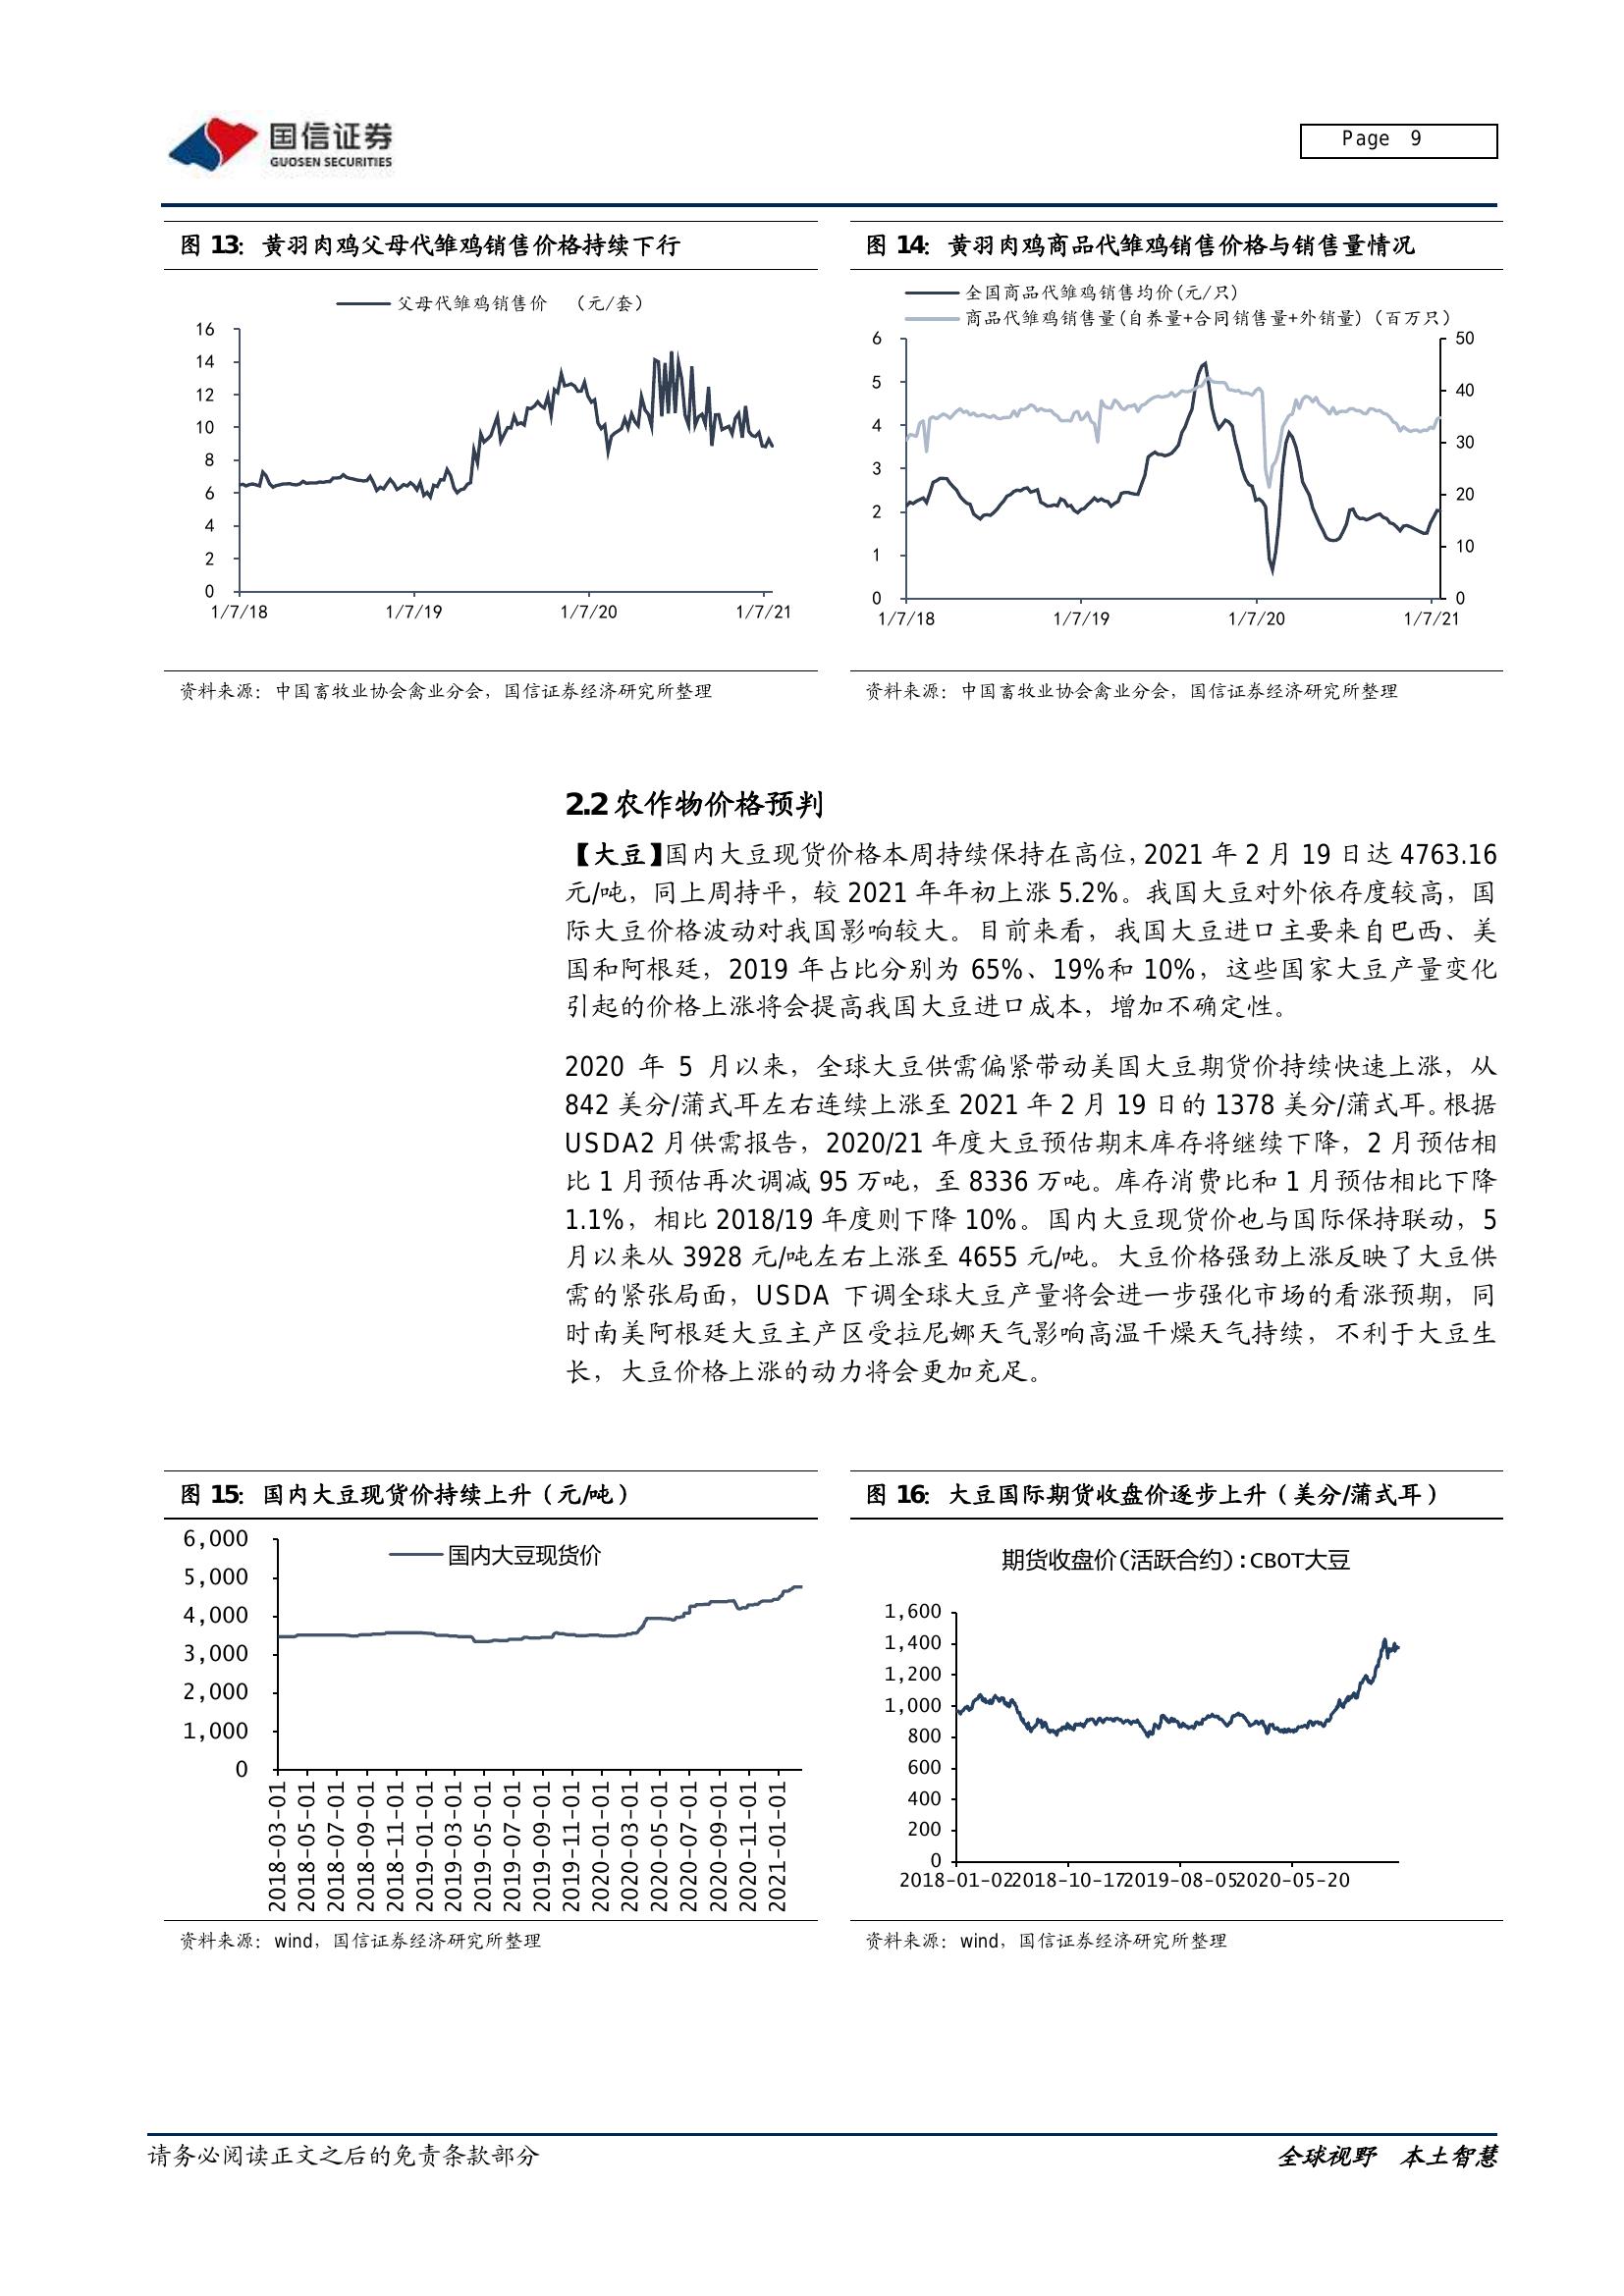 国信证券
GUOSEN SECURITIES
Page 9
图 13：黄羽肉鸡父母代雏鸡销售价格持续下行
父母代雏鸡销售价 （元/套）
16
14
12
10
8
6
4
2
0
1/7/18 1/7/19 1/7/20 1/7/21
资料来源：中国畜牧业协会禽业分会，国信证券经济研究所整理
图 14：黄羽肉鸡商品代雏鸡销售价格与销售量情况
全国商品代雏鸡销售均价(元/只)
商品代雏鸡销售量(自养量+合同销售量+外销量)（百万只）
6
5
4
3
2
1
0
50
40
30
20
10
0
1/7/18 1/7/19 1/7/20 1/7/21
资料来源：中国畜牧业协会禽业分会，国信证券经济研究所整理
2.2 农作物价格预判
【大豆】国内大豆现货价格本周持续保持在高位，2021 年 2 月 19 日达 4763.16
元/吨，同上周持平，较 2021 年年初上涨 5.2%。我国大豆对外依存度较高，国
际大豆价格波动对我国影响较大。目前来看，我国大豆进口主要来自巴西、美
国和阿根廷，2019 年占比分别为 65%、19%和 10%，这些国家大豆产量变化
引起的价格上涨将会提高我国大豆进口成本，增加不确定性。
2020 年 5 月以来，全球大豆供需偏紧带动美国大豆期货价持续快速上涨，从
842 美分/蒲式耳左右连续上涨至 2021 年 2 月 19 日的 1378 美分/蒲式耳。根据
USDA2 月供需报告，2020/21 年度大豆预估期末库存将继续下降，2 月预估相
比 1 月预估再次调减 95 万吨，至 8336 万吨。库存消费比和 1 月预估相比下降
1.1%，相比 2018/19 年度则下降 10%。国内大豆现货价也与国际保持联动，5
月以来从 3928 元/吨左右上涨至 4655 元/吨。大豆价格强劲上涨反映了大豆供
需的紧张局面，USDA 下调全球大豆产量将会进一步强化市场的看涨预期，同
时南美阿根廷大豆主产区受拉尼娜天气影响高温干燥天气持续，不利于大豆生
长，大豆价格上涨的动力将会更加充足。
图 15：国内大豆现货价持续上升（元/吨）
国内大豆现货价
6,000
5,000
4,000
3,000
2,000
1,000
0
2018-03-01
2018-05-01
2018-07-01
2018-09-01
2018-11-01
2019-01-01
2019-03-01
2019-05-01
2019-07-01
2019-09-01
2019-11-01
2020-01-01
2020-03-01
2020-05-01
2020-07-01
2020-09-01
2020-11-01
2021-01-01
资料来源：wind，国信证券经济研究所整理
图 16：大豆国际期货收盘价逐步上升（美分/蒲式耳）
期货收盘价(活跃合约):CBOT大豆
1,600
1,400
1,200
1,000
800
600
400
200
0
2018-01-02 2018-10-17 2019-08-05 2020-05-20
资料来源：wind，国信证券经济研究所整理
请务必阅读正文之后的免责条款部分
全球视野 本土智慧